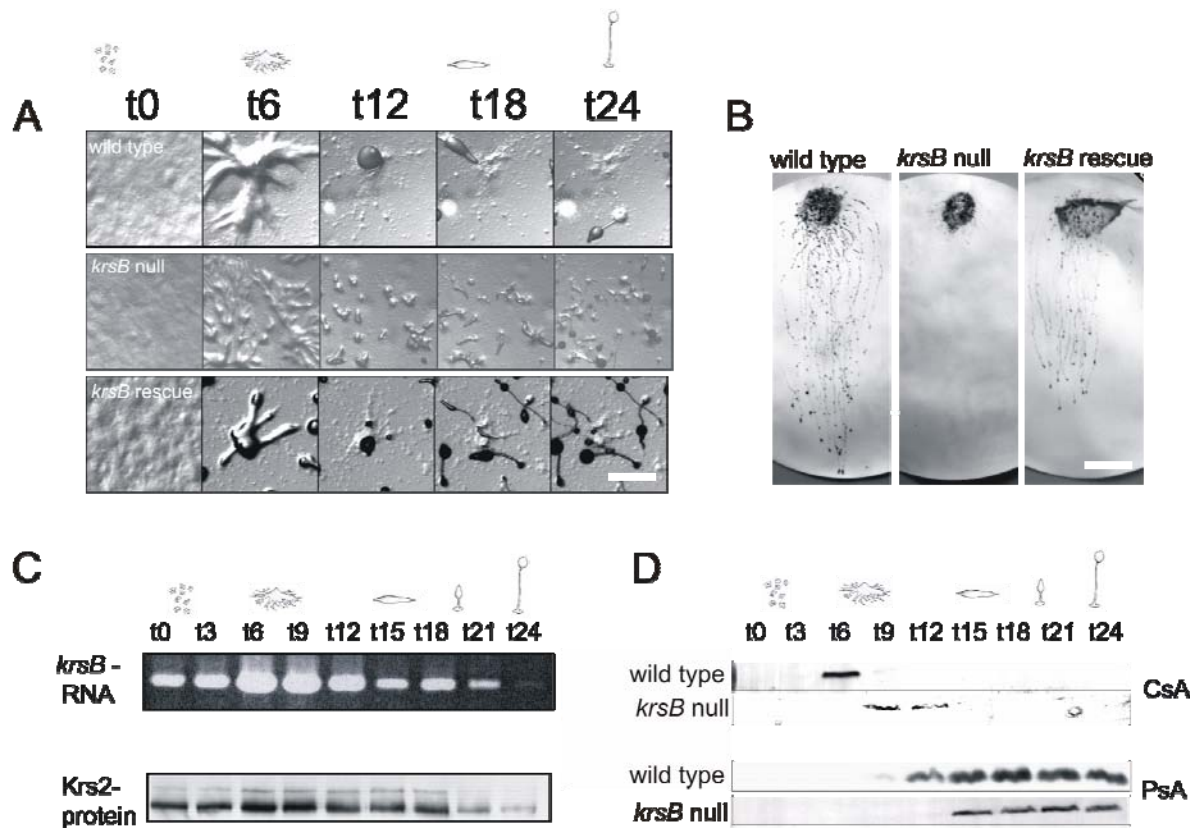 A
t0 t6 t12 t18 t24
wild type
krsB null
krsB rescue
B
wild type krsB null krsB rescue
C
t0 t3 t6 t9 t12 t15 t18 t21 t24
krsB -
RNA
Krs2-
protein
D
t0 t3 t6 t9 t12 t15 t18 t21 t24
wild type
krsB null
CsA
wild type
krsB null
PsA